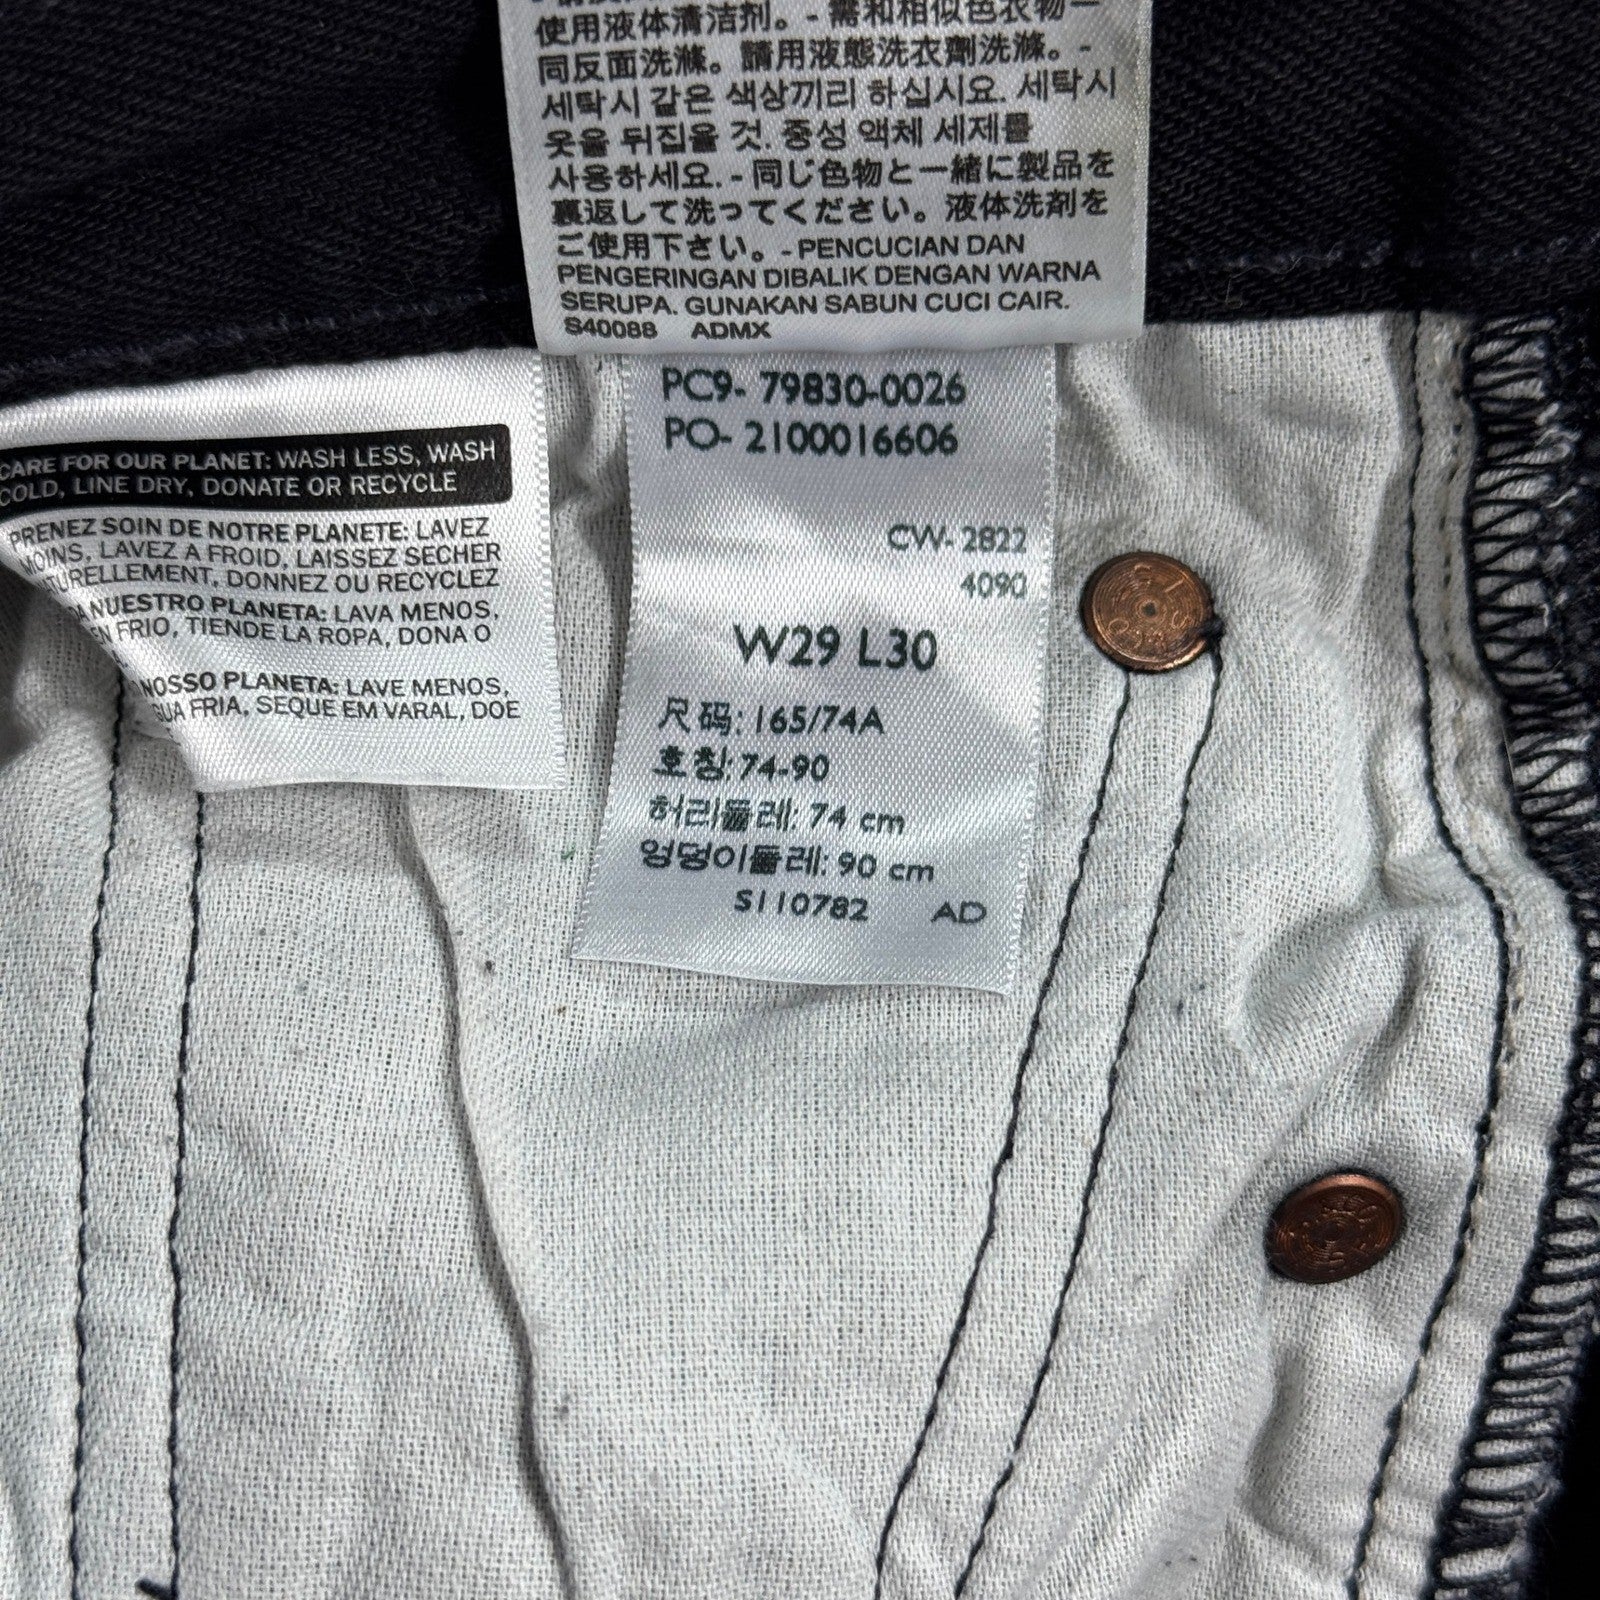 使用液体清洁剂。- 需和相似色衣物一
同反面洗滌。請用液態洗衣劑洗滌。-
세탁시 같은 색상끼리 하십시요. 세탁시
옷을 뒤집을 것. 중성 액체 세제를
사용하세요. - 同じ色物と一緒に製品を
裏返して洗ってください。液体洗剤を
ご使用下さい。- PENCUCIAN DAN
PENGERINGAN DIBALIK DENGAN WARNA
SERUPA. GUNAKAN SABUN CUCI CAIR.
S40088 ADMX
CARE FOR OUR PLANET: WASH LESS, WASH
COLD, LINE DRY, DONATE OR RECYCLE
PRENEZ SOIN DE NOTRE PLANETE: LAVEZ
MOINS, LAVEZ A FROID, LAISSEZ SECHER
NATURELLEMENT, DONNEZ OU RECYCLEZ
NUESTRO PLANETA: LAVA MENOS,
EN FRIO, TIENDE LA ROPA, DONA O
NOSSO PLANETA: LAVE MENOS,
FRIA, SEQUE EM VARAL, DOE
PC9- 79830-0026
PO- 2100016606
CW- 2822
4090
W29 L30
尺码: 165/74A
호칭: 74-90
허리둘레: 74 cm
엉덩이둘레: 90 cm
S110782 AD